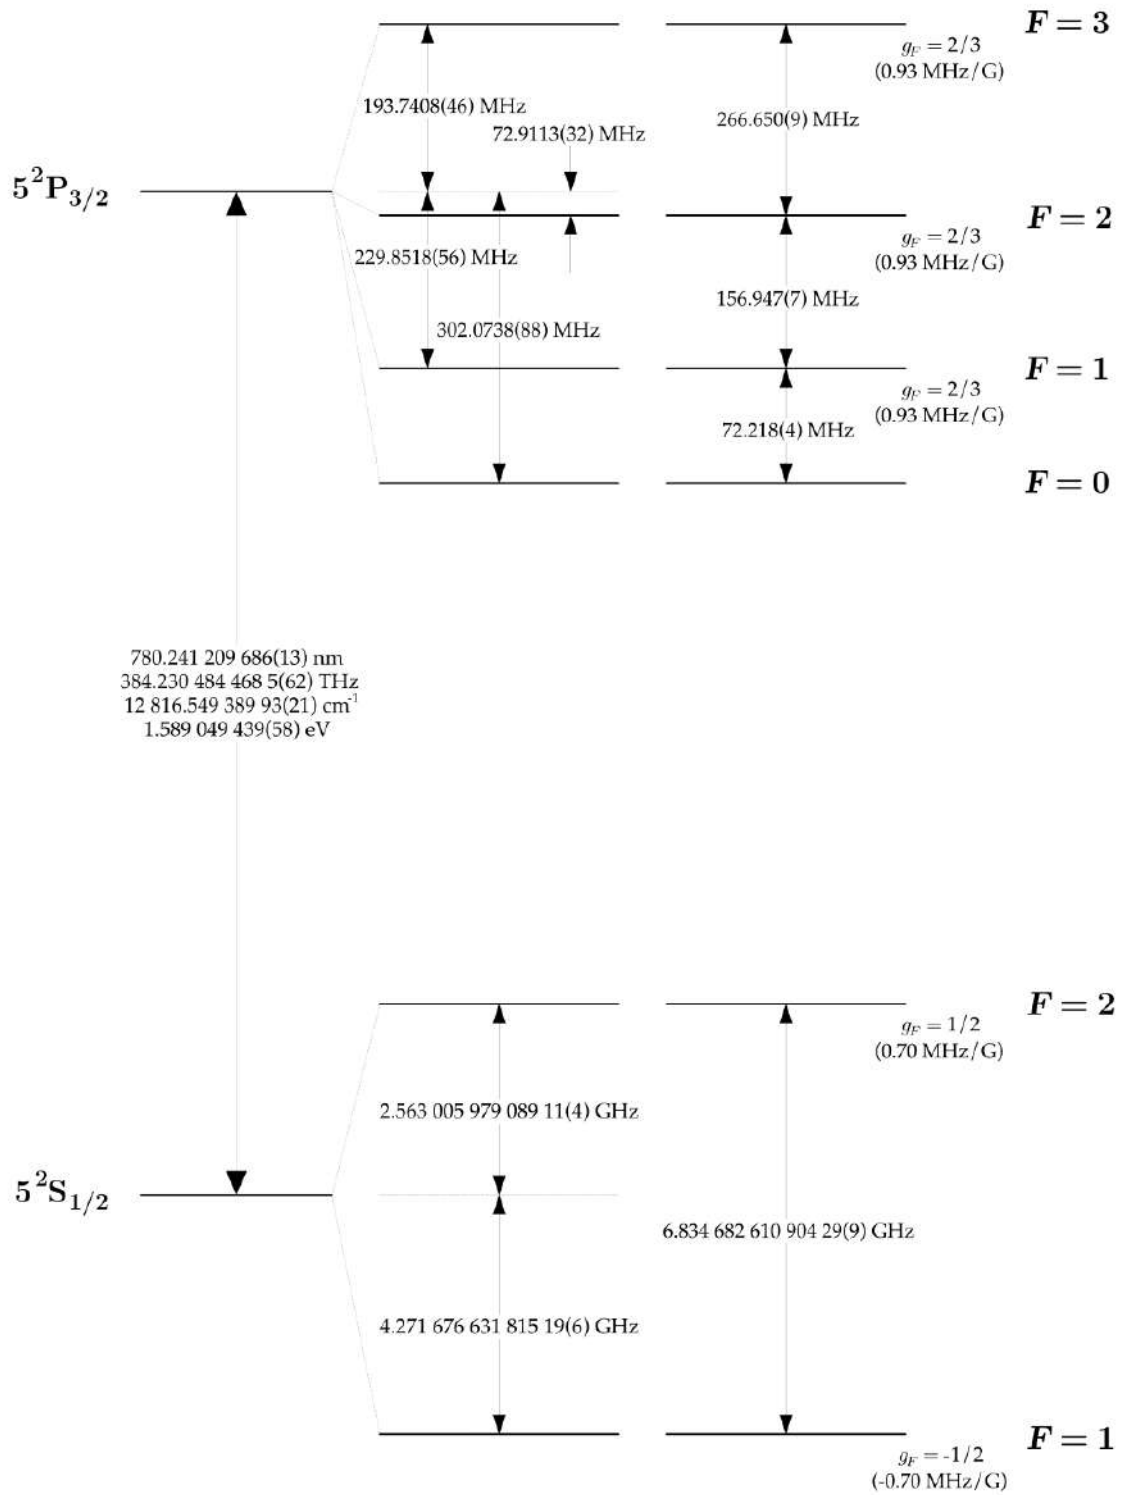 F = 3
g_F = 2/3
(0.93 MHz/G)
193.7408(46) MHz
72.9113(32) MHz
266.650(9) MHz
5²P₃/₂
F = 2
g_F = 2/3
(0.93 MHz/G)
229.8518(56) MHz
156.947(7) MHz
302.0738(88) MHz
F = 1
g_F = 2/3
(0.93 MHz/G)
72.218(4) MHz
F = 0
780.241 209 686(13) nm
384.230 484 468 5(62) THz
12 816.549 389 93(21) cm⁻¹
1.589 049 439(58) eV
F = 2
g_F = 1/2
(0.70 MHz/G)
2.563 005 979 089 11(4) GHz
5²S₁/₂
6.834 682 610 904 29(9) GHz
4.271 676 631 815 19(6) GHz
F = 1
g_F = -1/2
(-0.70 MHz/G)